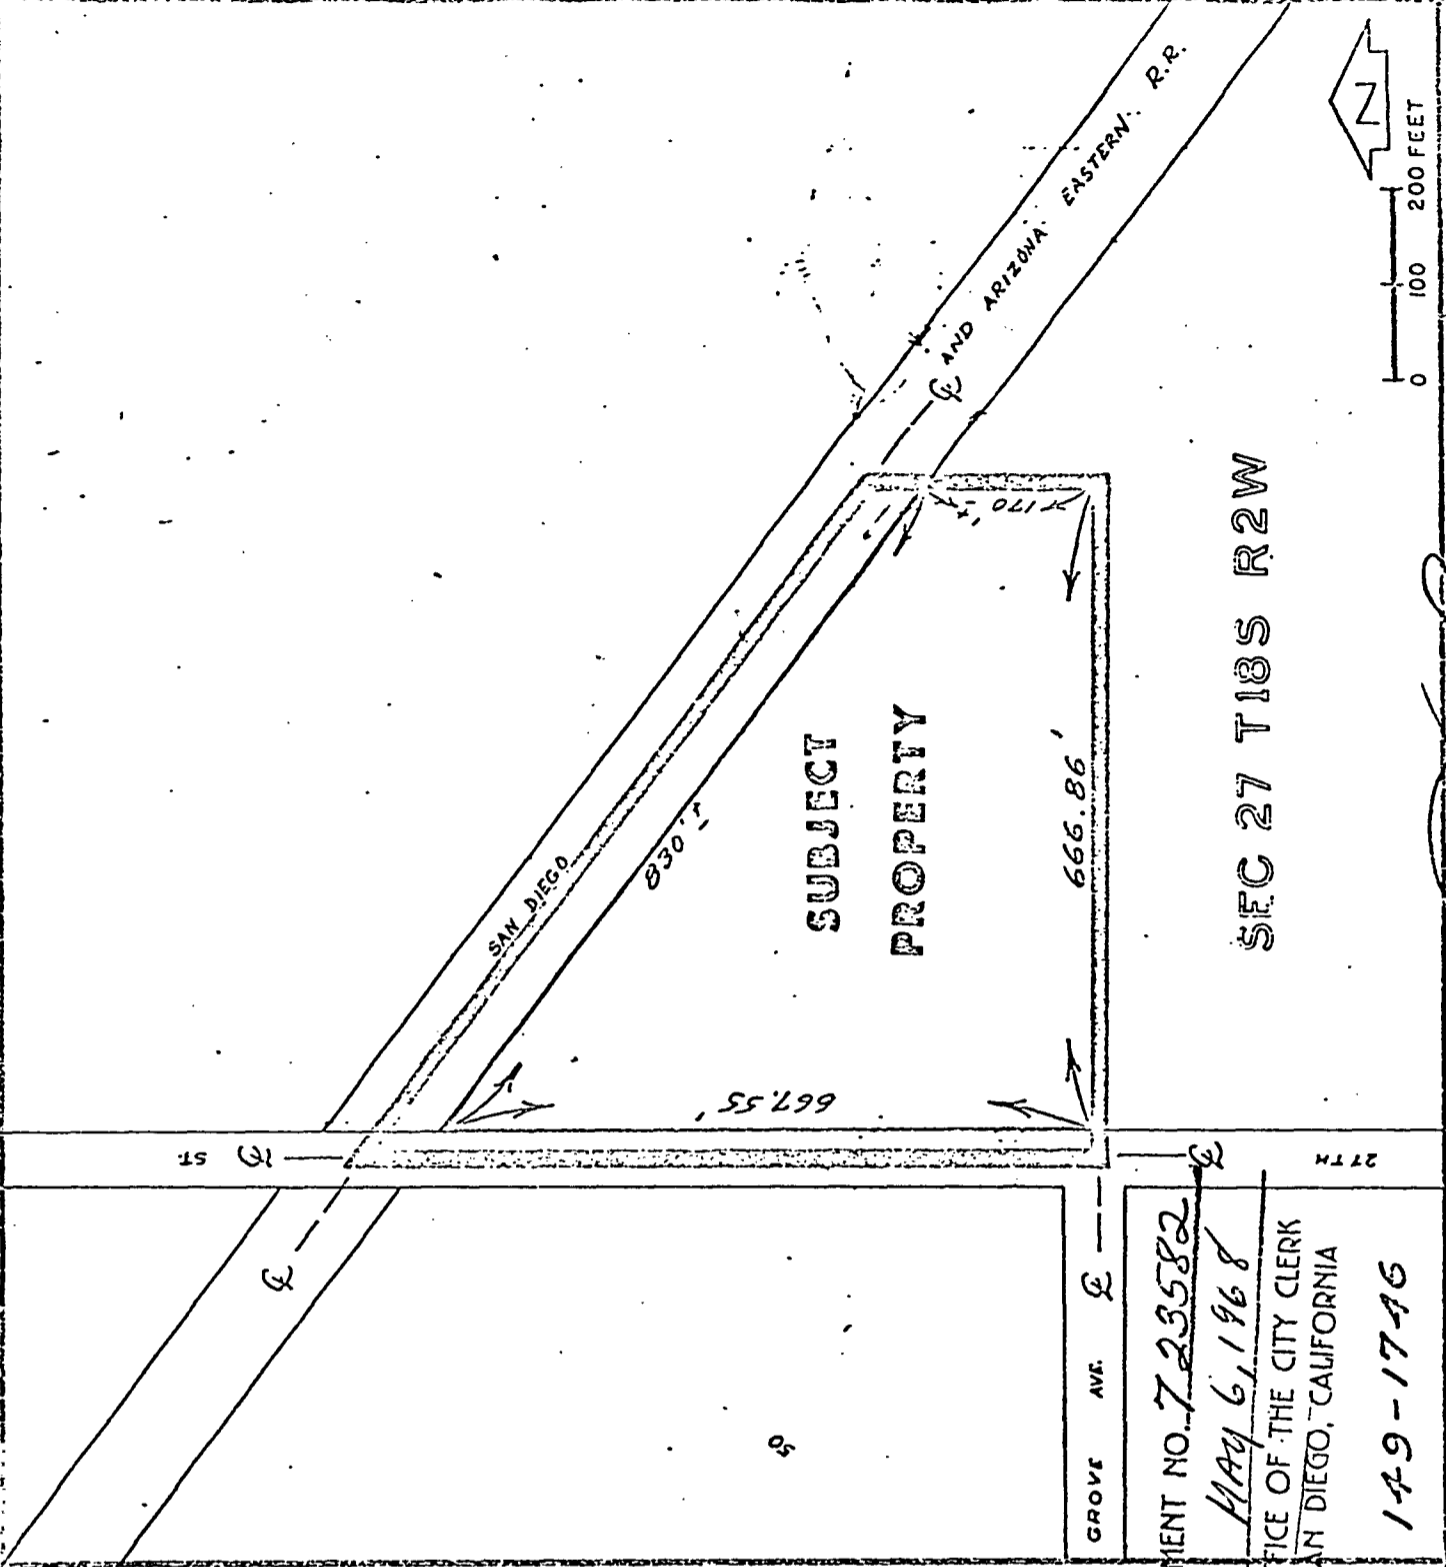 SAN DIEGO AND ARIZONA EASTERN. R.R.
N
0 100 200 FEET
170'±
830'±
SUBJECT
PROPERTY
666.86'
667.55'
SEC 27 T18S R2W
27TH ST.
GROVE AVE.
50
MENT NO. 723582
MAY 6, 1968
FICE OF THE CITY CLERK
AN DIEGO, CALIFORNIA
149-1746